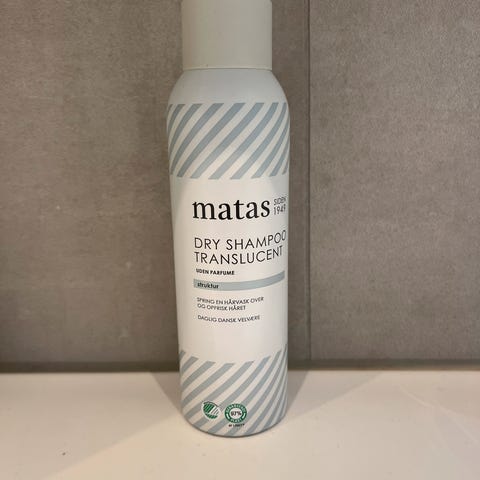 matas SIDEN
1949
DRY SHAMPOO
TRANSLUCENT
UDEN PARFUME
struktur
SPRING EN HÅRVASK OVER
OG OPFRISK HÅRET
DAGLIG DANSK VELVÆRE
97%